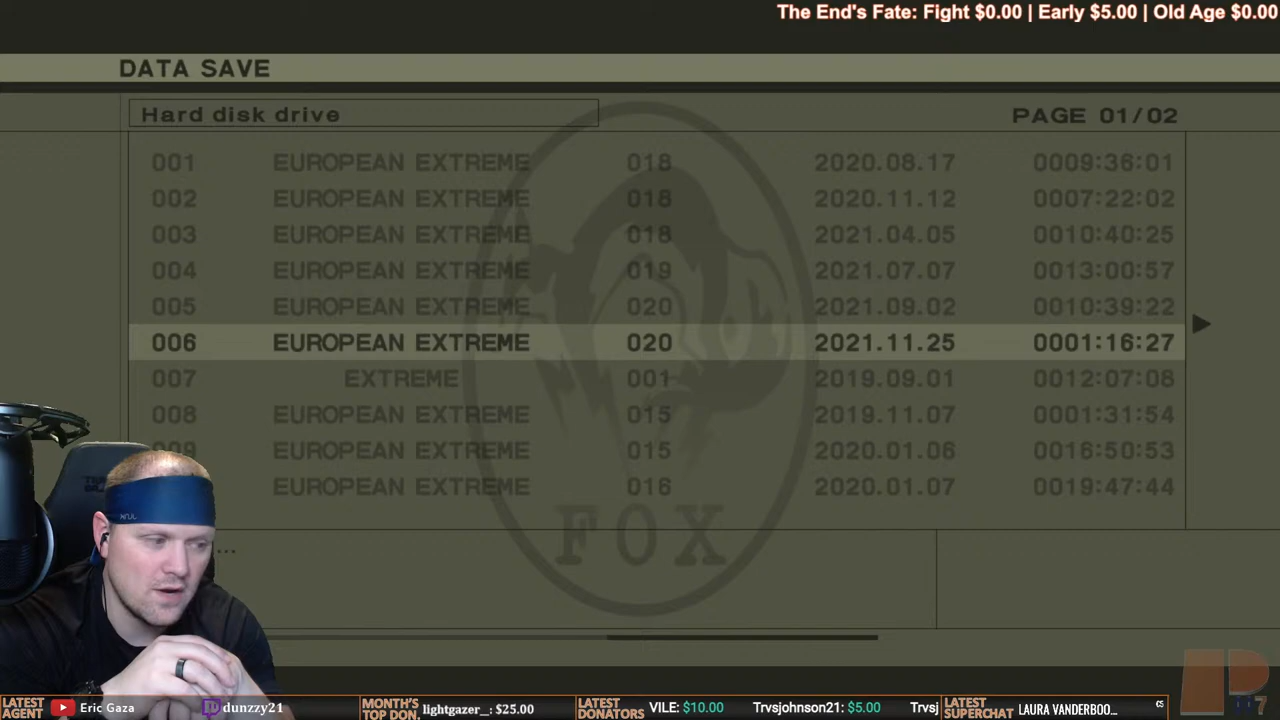 The End's Fate: Fight $0.00 | Early $5.00 | Old Age $0.00
DATA SAVE
Hard disk drive PAGE 01/02
001 EUROPEAN EXTREME 018 2020.08.17 0009:36:01
002 EUROPEAN EXTREME 018 2020.11.12 0007:22:02
003 EUROPEAN EXTREME 018 2021.04.05 0010:40:25
004 EUROPEAN EXTREME 019 2021.07.07 0013:00:57
005 EUROPEAN EXTREME 020 2021.09.02 0010:39:22
006 EUROPEAN EXTREME 020 2021.11.25 0001:16:27
007 EXTREME 001 2019.09.01 0012:07:08
008 EUROPEAN EXTREME 015 2019.11.07 0001:31:54
009 EUROPEAN EXTREME 015 2020.01.06 0016:50:53
EUROPEAN EXTREME 016 2020.01.07 0019:47:44
FOX
...
LATEST AGENT Eric Gaza dunzzy21 MONTH'S TOP DON. lightgazer_: $25.00 LATEST DONATORS VILE: $10.00 Trvsjohnson21: $5.00 Trvsj LATEST SUPERCHAT LAURA VANDERBOO...